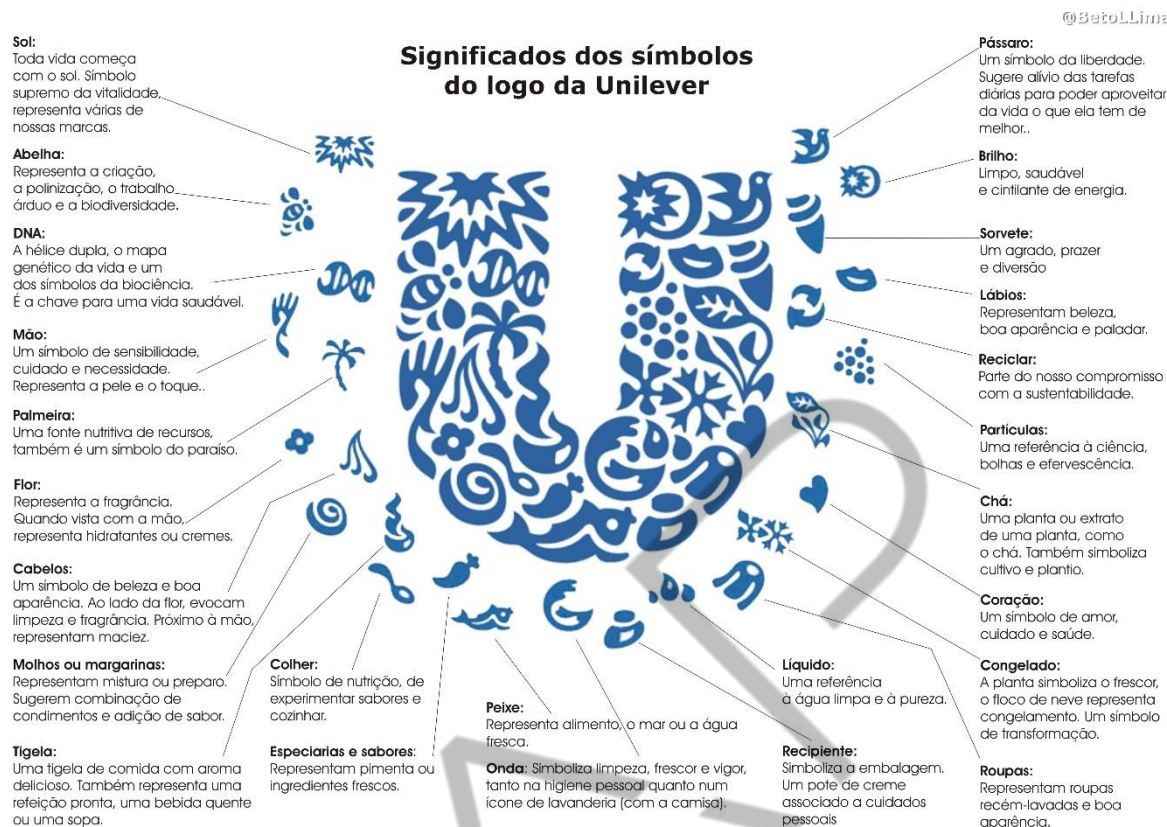 @BetoLLima
Significados dos símbolos
do logo da Unilever
Sol:
Toda vida começa
com o sol. Símbolo
supremo da vitalidade,
representa várias de
nossas marcas.
Abelha:
Representa a criação,
a polinização, o trabalho
árduo e a biodiversidade.
DNA:
A hélice dupla, o mapa
genético da vida e um
dos símbolos da biociência.
É a chave para uma vida saudável.
Mão:
Um símbolo de sensibilidade,
cuidado e necessidade.
Representa a pele e o toque..
Palmeira:
Uma fonte nutritiva de recursos,
também é um símbolo do paraíso.
Flor:
Representa a fragrância.
Quando vista com a mão,
representa hidratantes ou cremes.
Cabelos:
Um símbolo de beleza e boa
aparência. Ao lado da flor, evocam
limpeza e fragrância. Próximo à mão,
representam maciez.
Molhos ou margarinas:
Representam mistura ou preparo.
Sugerem combinação de
condimentos e adição de sabor.
Tigela:
Uma tigela de comida com aroma
delicioso. Também representa uma
refeição pronta, uma bebida quente
ou uma sopa.
Colher:
Símbolo de nutrição, de
experimentar sabores e
cozinhar.
Especiarias e sabores:
Representam pimenta ou
ingredientes frescos.
Peixe:
Representa alimento, o mar ou a água
fresca.
Onda: Simboliza limpeza, frescor e vigor,
tanto na higiene pessoal quanto num
ícone de lavanderia (com a camisa).
Líquido:
Uma referência
à água limpa e à pureza.
Recipiente:
Simboliza a embalagem.
Um pote de creme
associado a cuidados
pessoais
Pássaro:
Um símbolo da liberdade.
Sugere alívio das tarefas
diárias para poder aproveitar
da vida o que ela tem de
melhor..
Brilho:
Limpo, saudável
e cintilante de energia.
Sorvete:
Um agrado, prazer
e diversão
Lábios:
Representam beleza,
boa aparência e paladar.
Reciclar:
Parte do nosso compromisso
com a sustentabilidade.
Partículas:
Uma referência à ciência,
bolhas e efervescência.
Chá:
Uma planta ou extrato
de uma planta, como
o chá. Também simboliza
cultivo e plantio.
Coração:
Um símbolo de amor,
cuidado e saúde.
Congelado:
A planta simboliza o frescor,
o floco de neve representa
congelamento. Um símbolo
de transformação.
Roupas:
Representam roupas
recém-lavadas e boa
aparência.